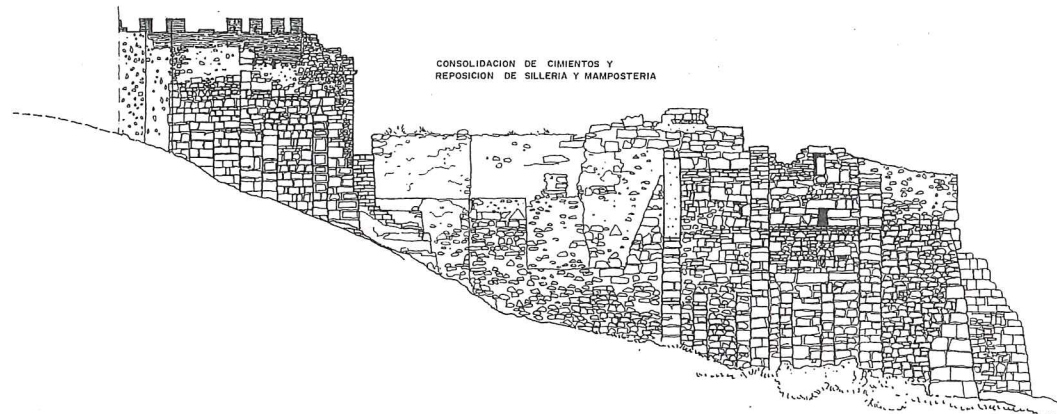 CONSOLIDACION DE CIMIENTOS Y
REPOSICION DE SILLERIA Y MAMPOSTERIA